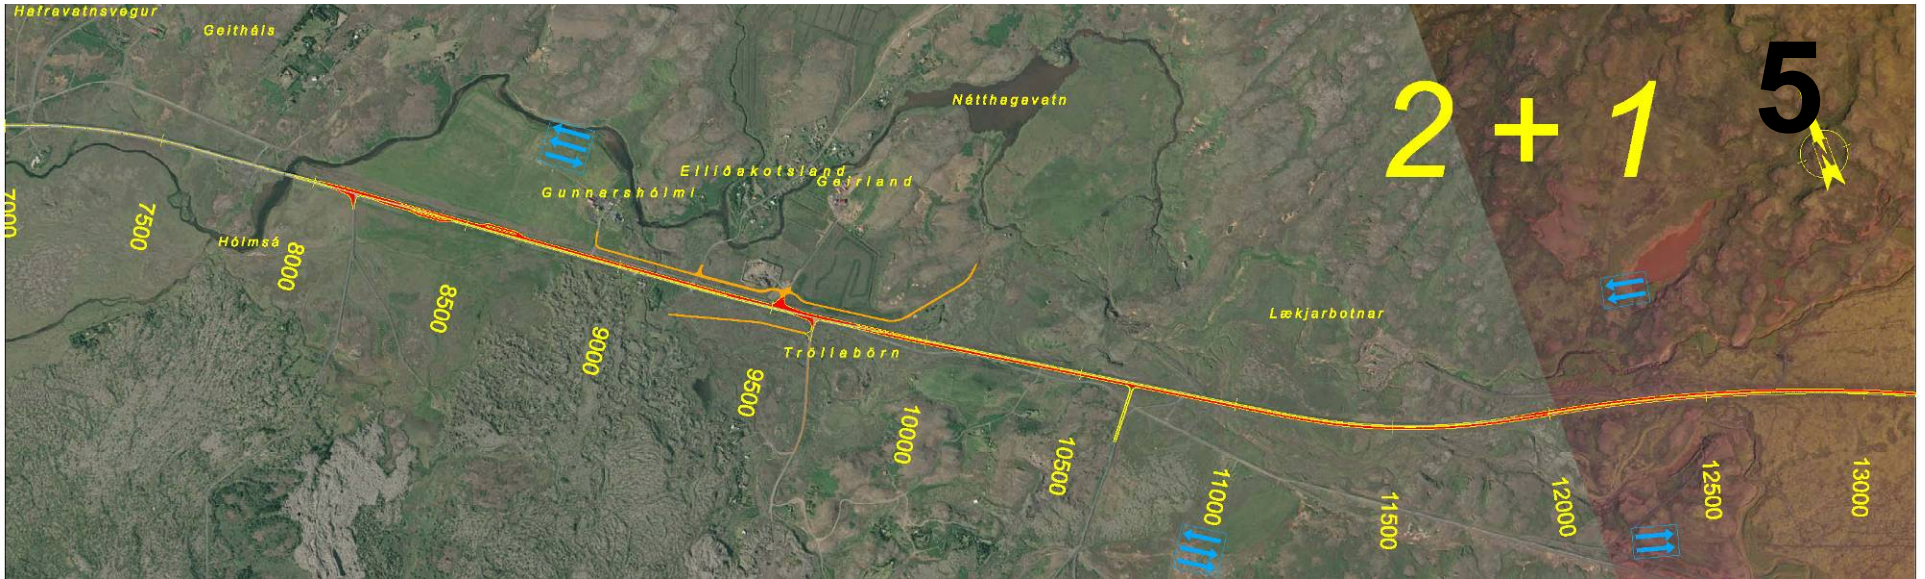 Hafravatnsvegur
Geitháls
5
2 + 1
Nátthagavatn
Elliðakotsland
Geirland
Gunnarshólmi
Hólmsá
Lækjarbotnar
Tröllabörn
7000
7500
8000
8500
9000
9500
10000
10500
11000
11500
12000
12500
13000